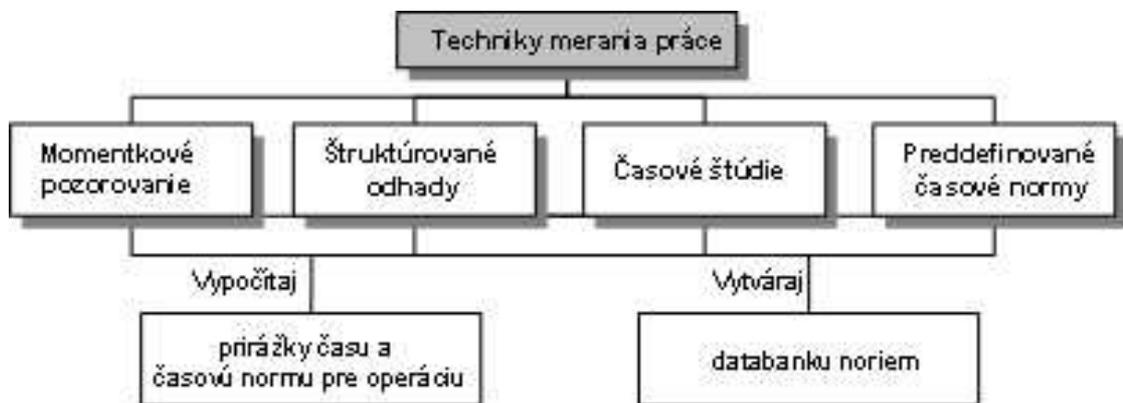 Techniky merania práce
Momentkové
pozorovanie
Štruktúrované
odhady
Časové štúdie
Preddefinované
časové normy
Vypočítaj
Vytváraj
prirážky času a
časovú normu pre operáciu
databanku noriem